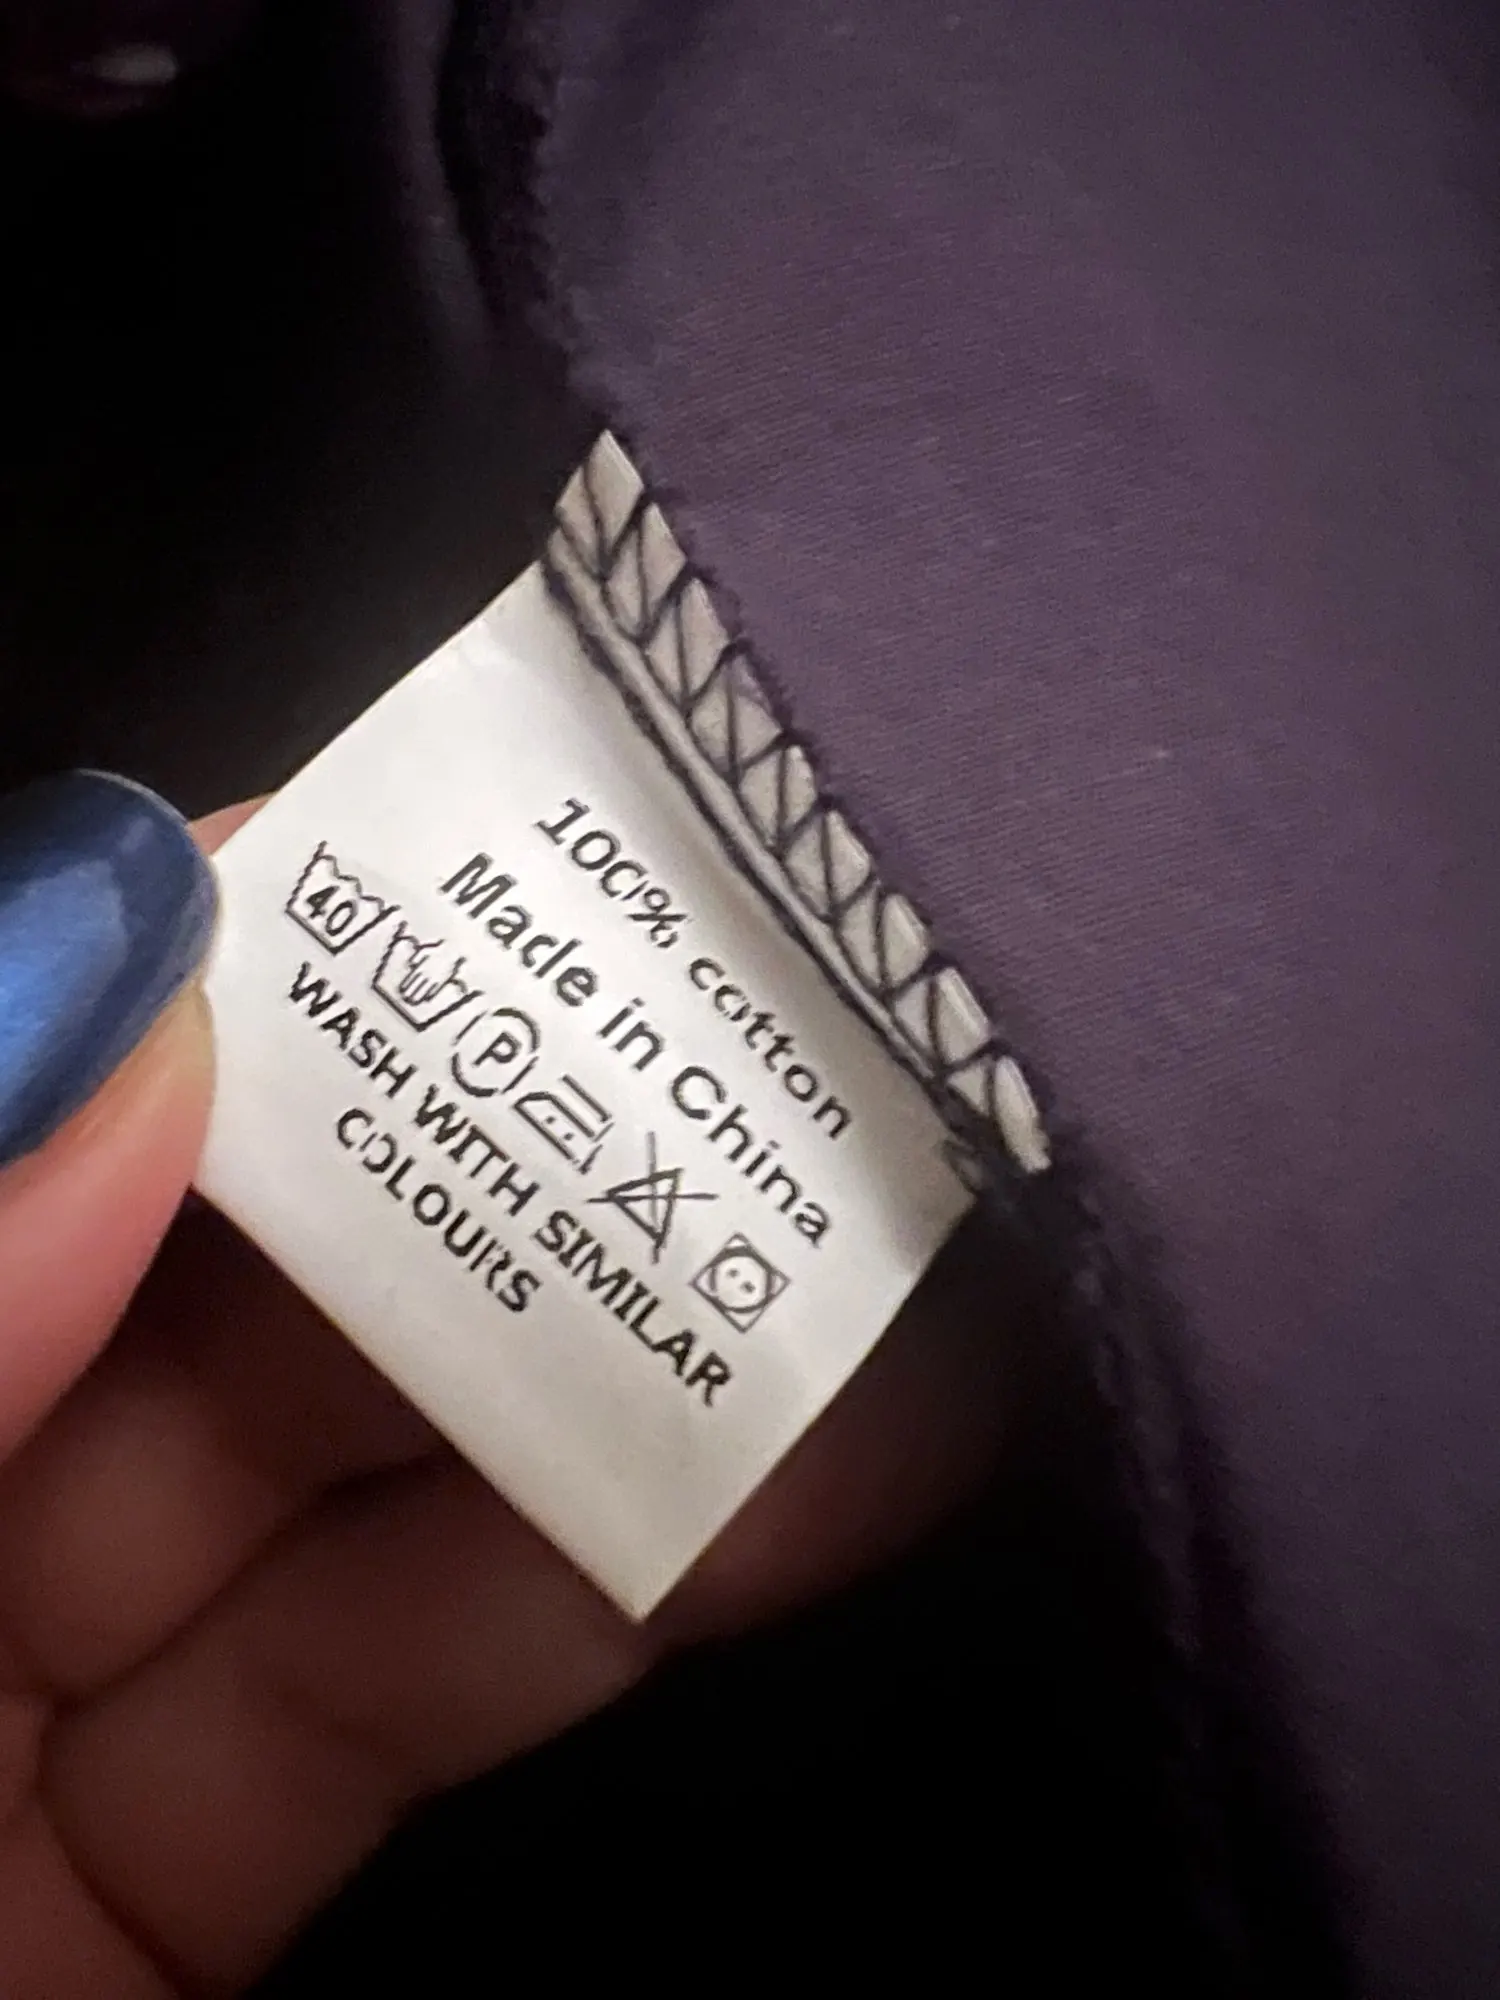 100% cotton
Made in China
40 P
WASH WITH SIMILAR
COLOURS